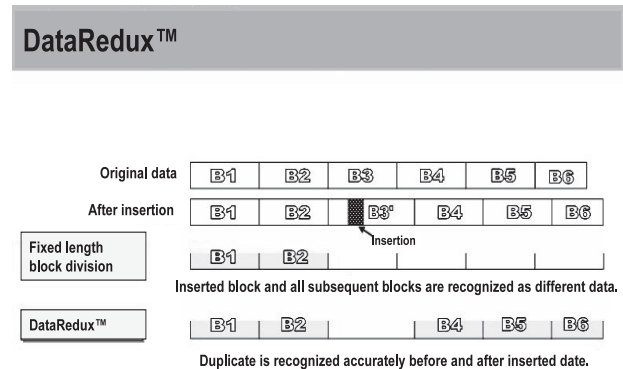 DataRedux™
Original data B1 B2 B3 B4 B5 B6
After insertion B1 B2 B3' B4 B5 B6
Insertion
Fixed length
block division
B1 B2
Inserted block and all subsequent blocks are recognized as different data.
DataRedux™ B1 B2 B4 B5 B6
Duplicate is recognized accurately before and after inserted date.